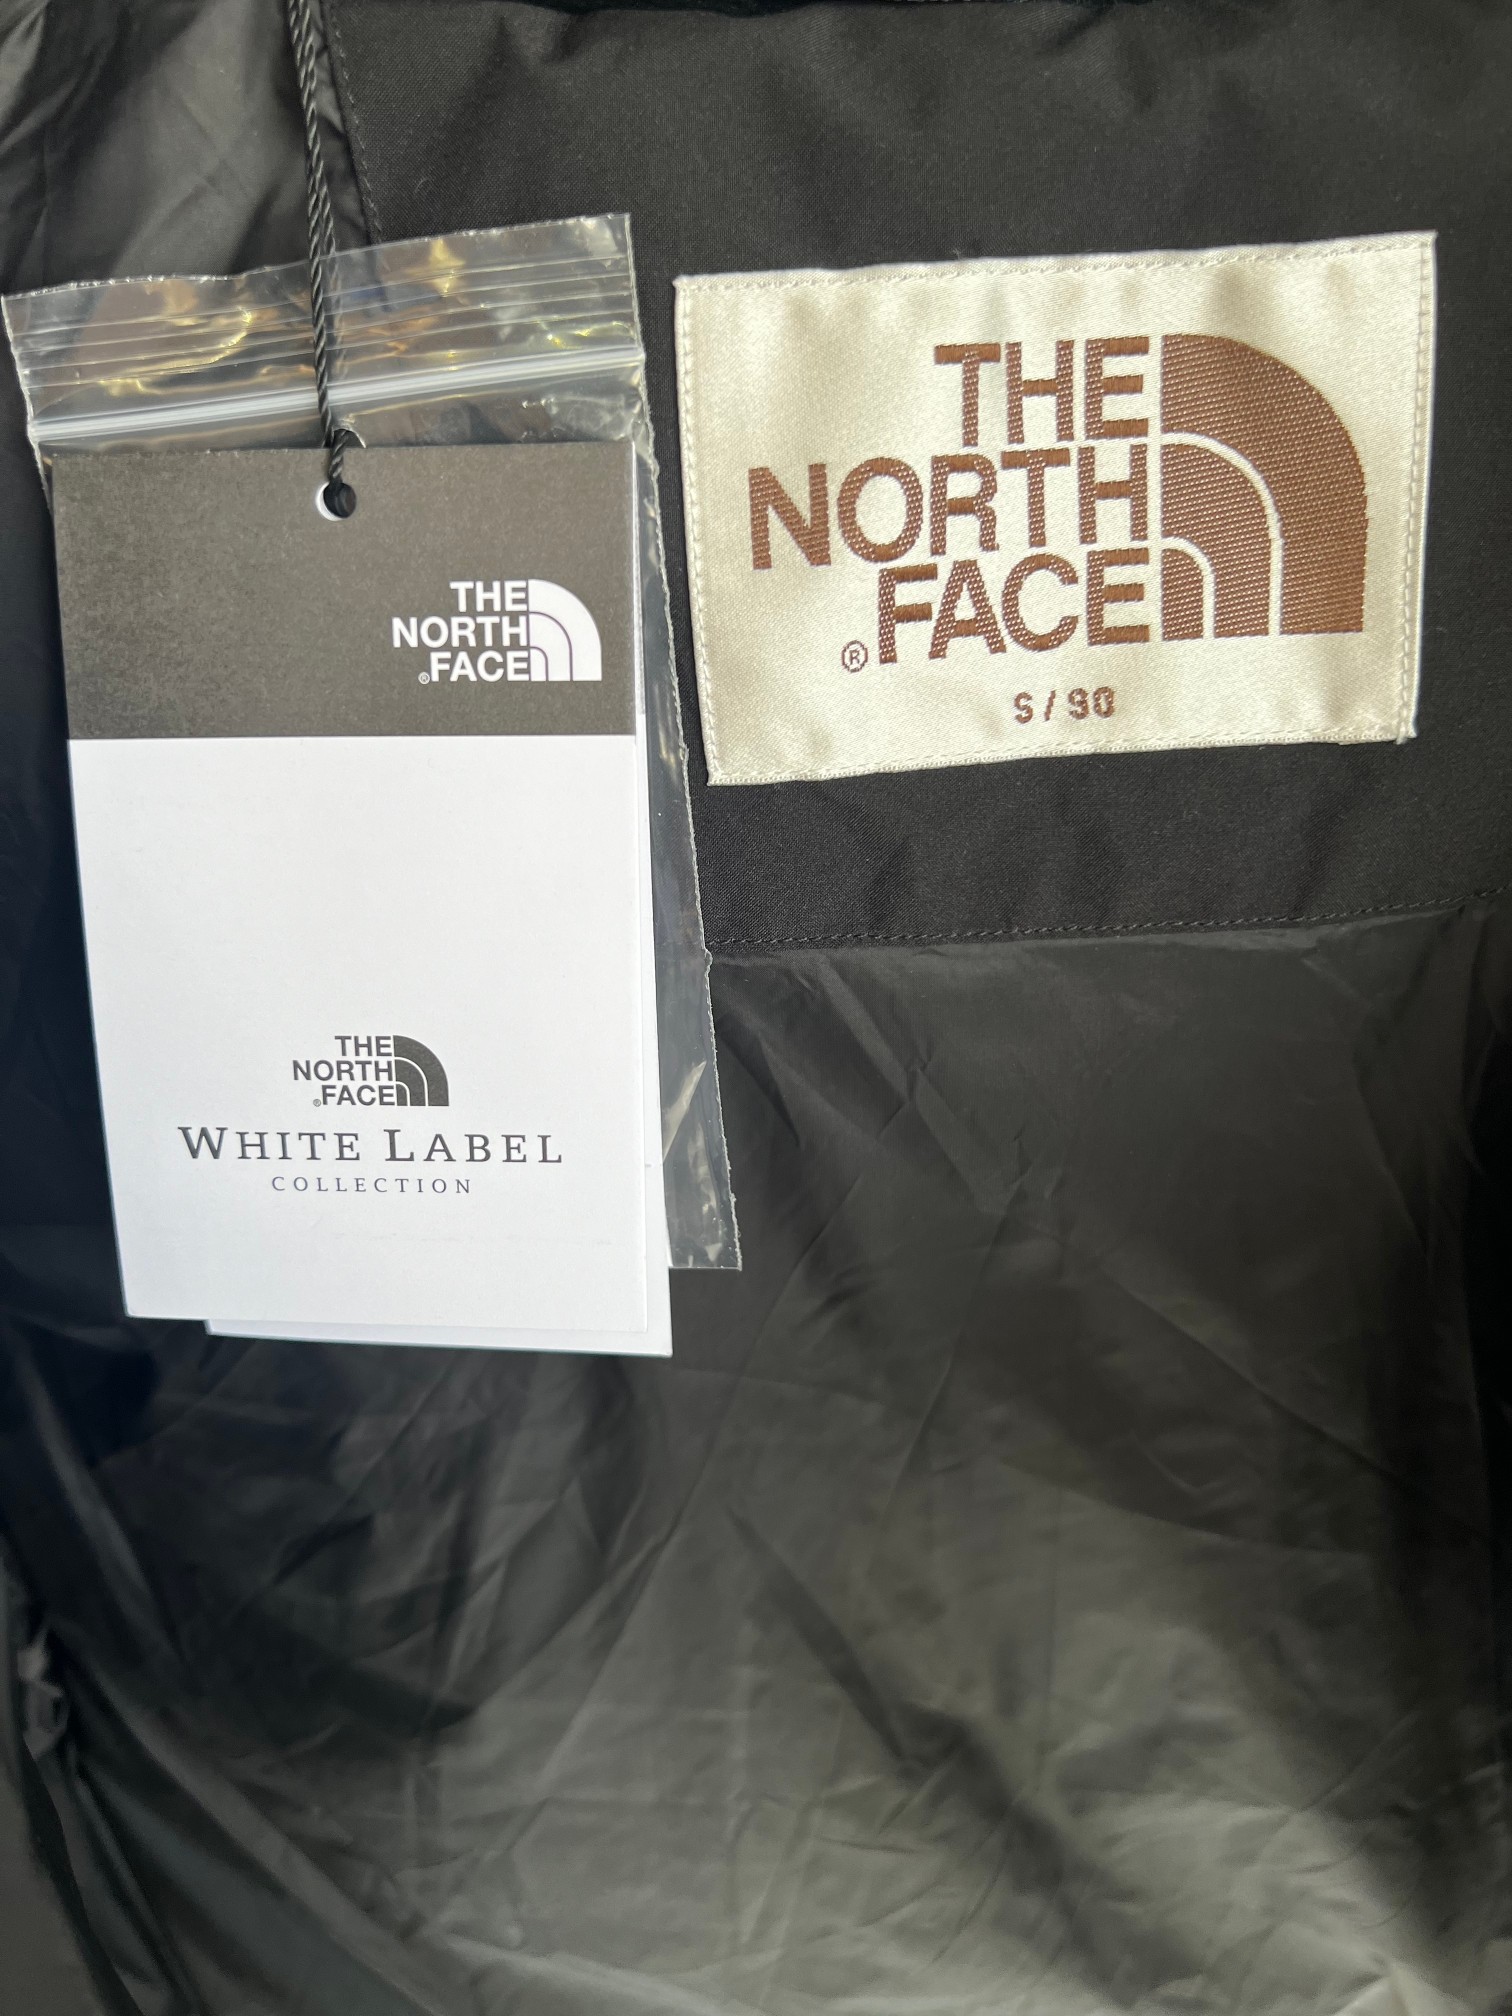 THE
NORTH
FACE
®
S / 90
THE
NORTH
FACE
®
THE
NORTH
FACE
®
WHITE LABEL
COLLECTION